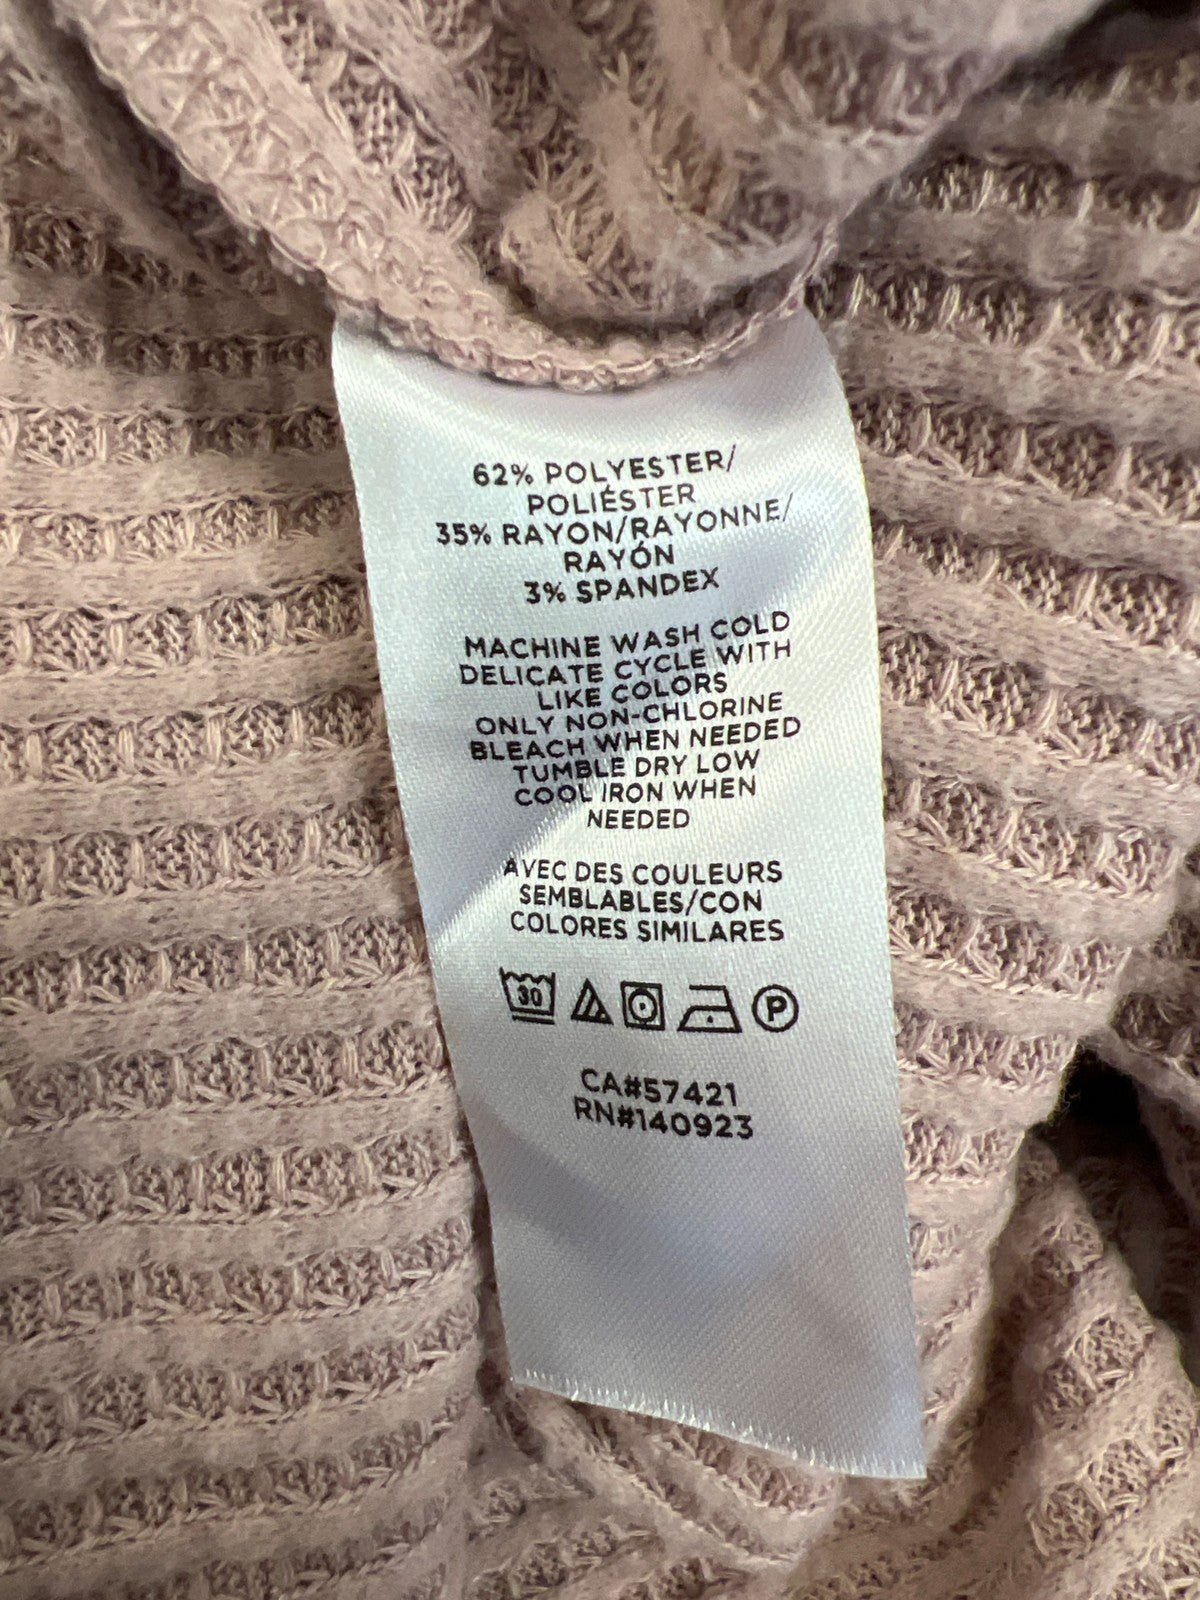 62% POLYESTER/
POLIÉSTER
35% RAYON/RAYONNE/
RAYÓN
3% SPANDEX
MACHINE WASH COLD
DELICATE CYCLE WITH
LIKE COLORS
ONLY NON-CHLORINE
BLEACH WHEN NEEDED
TUMBLE DRY LOW
COOL IRON WHEN
NEEDED
AVEC DES COULEURS
SEMBLABLES/CON
COLORES SIMILARES
30 P
CA#57421
RN#140923